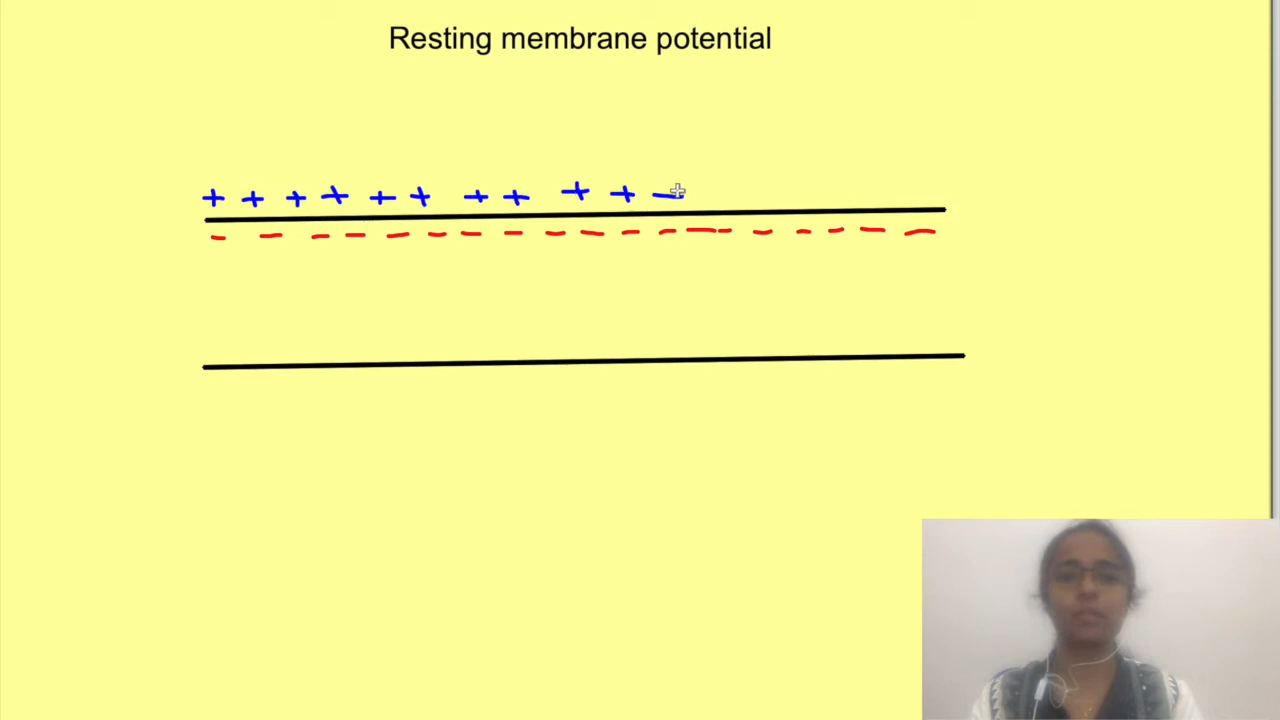 Resting membrane potential
+ + + + + + + + + + −
− − − − − − − − − − − − − − − − − − −